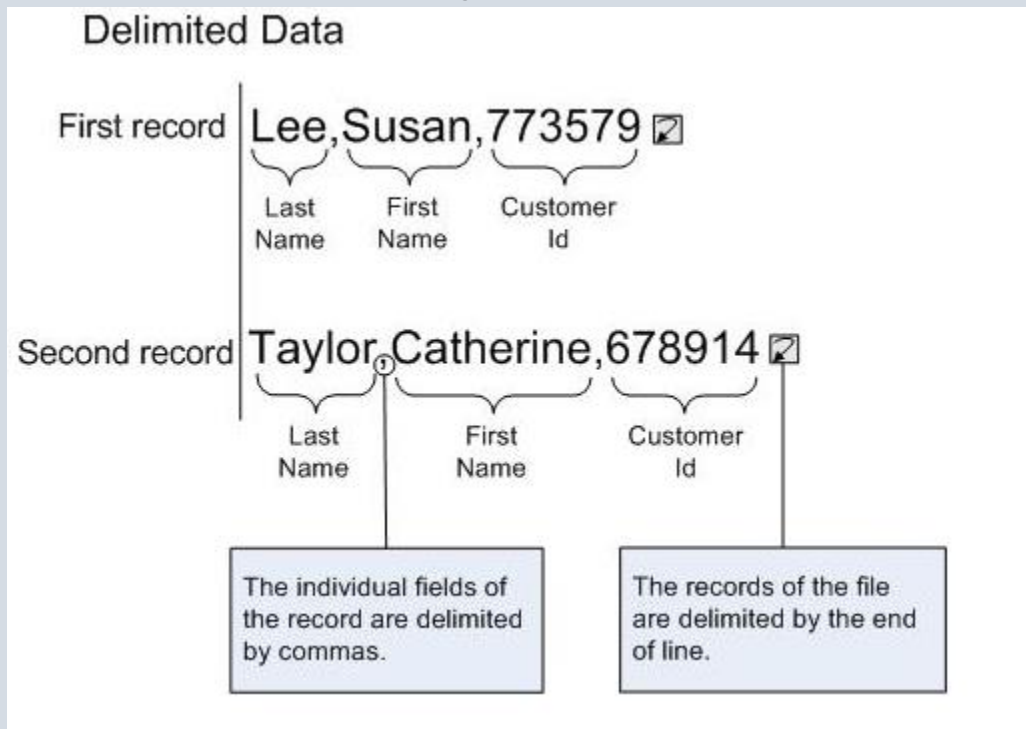 Delimited Data
First record
Lee,Susan,773579
Last Name
First Name
Customer Id
Second record
Taylor,Catherine,678914
Last Name
First Name
Customer Id
The individual fields of
the record are delimited
by commas.
The records of the file
are delimited by the end
of line.